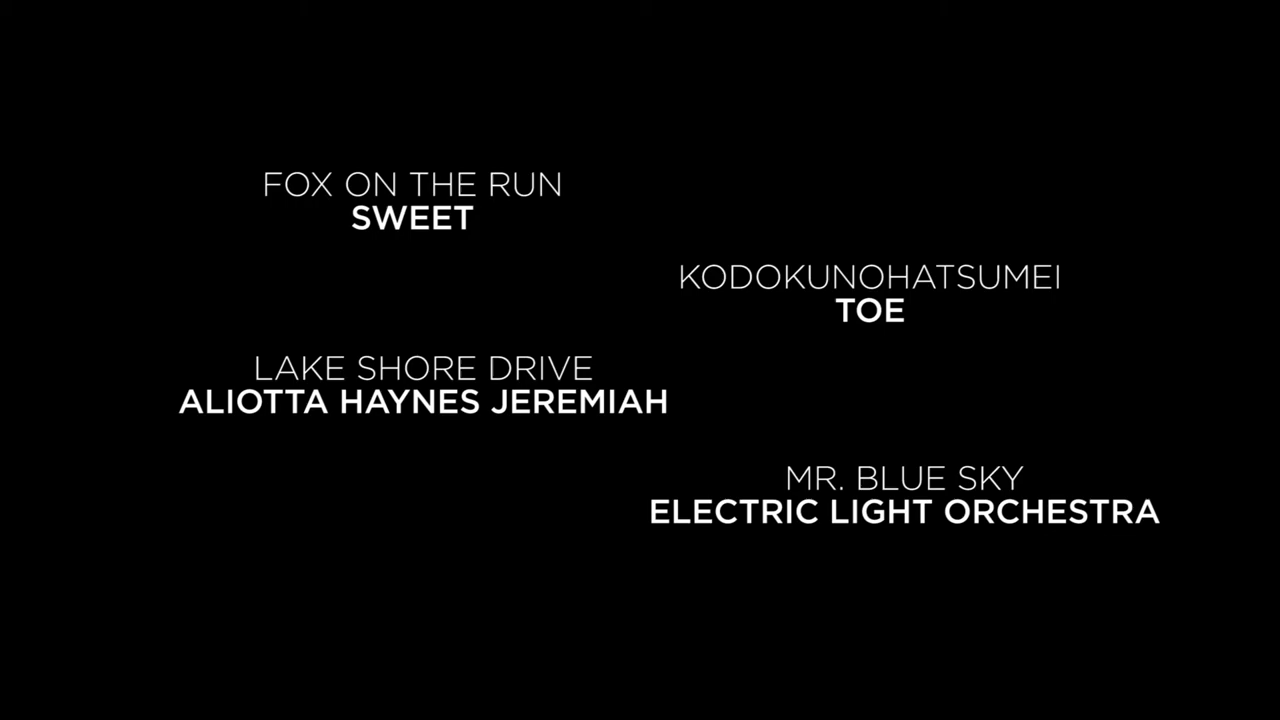 FOX ON THE RUN
SWEET
KODOKUNOHATSUMEI
TOE
LAKE SHORE DRIVE
ALIOTTA HAYNES JEREMIAH
MR. BLUE SKY
ELECTRIC LIGHT ORCHESTRA